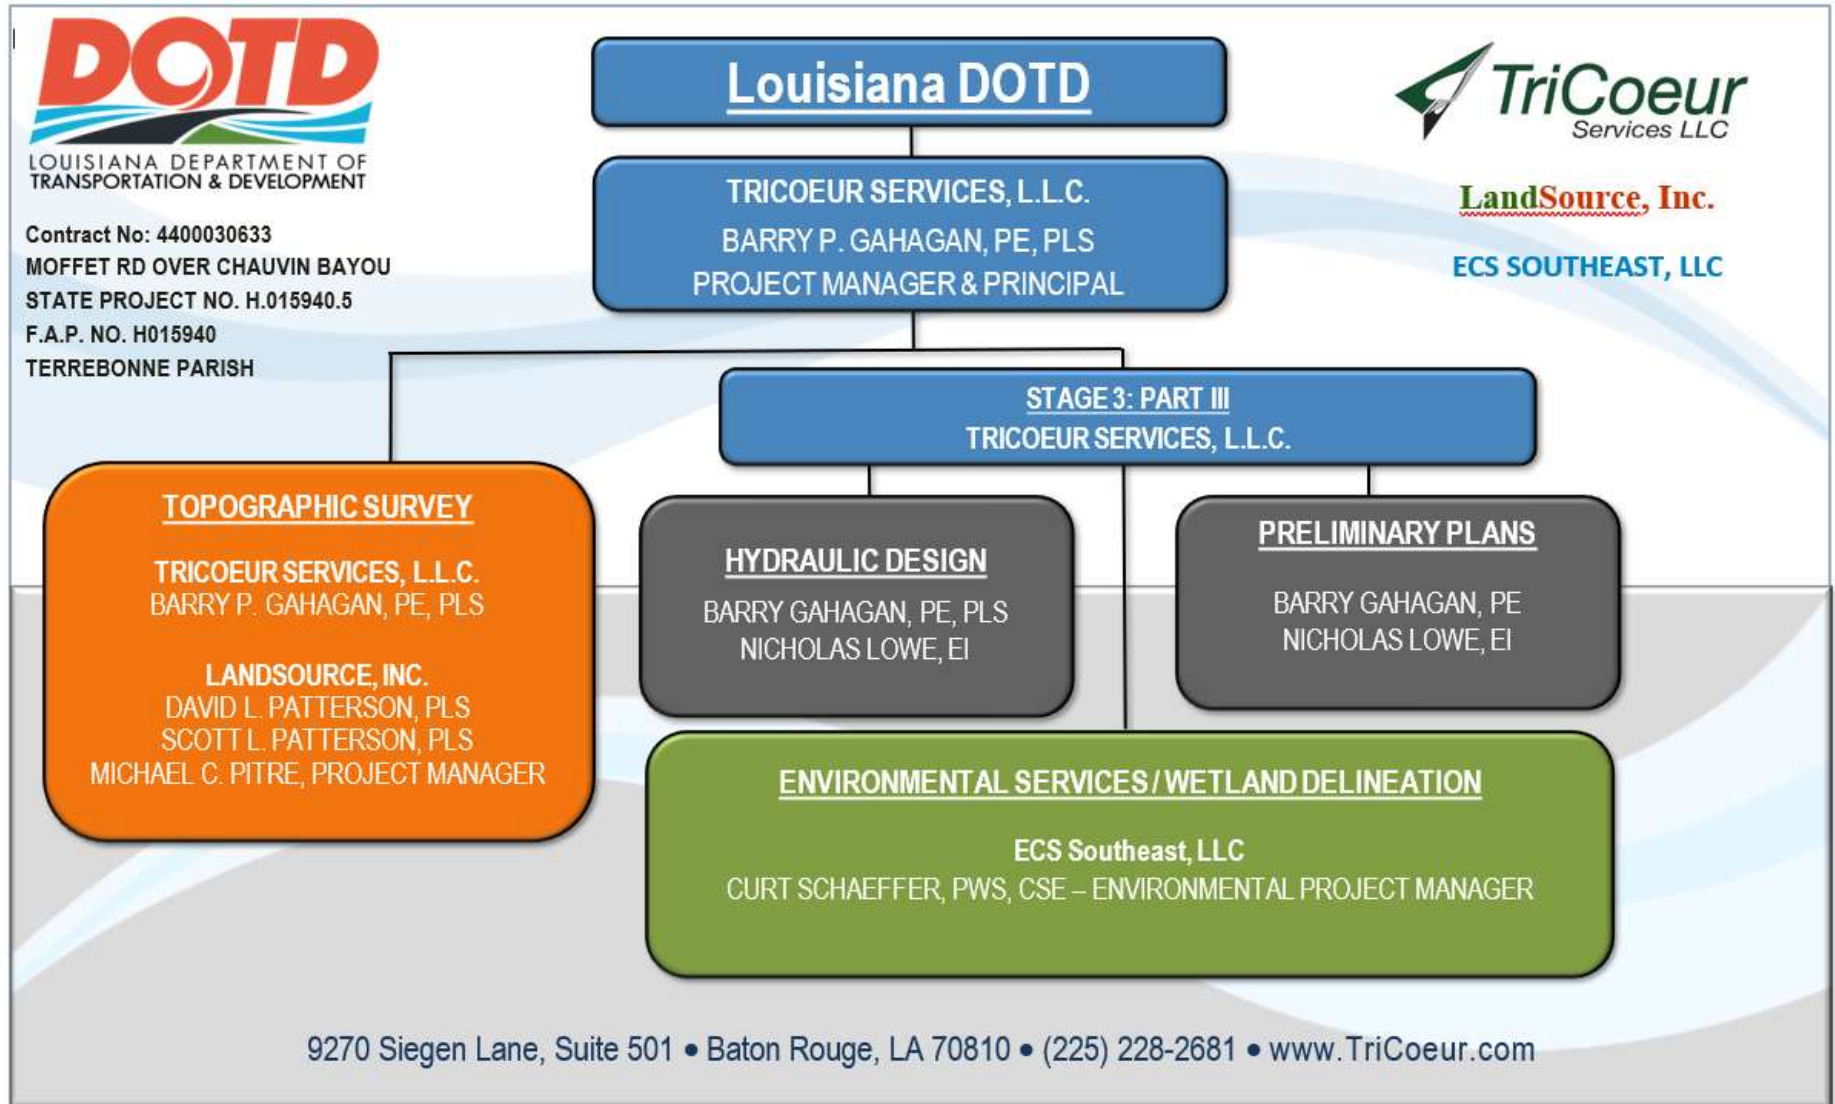 DOTD
LOUISIANA DEPARTMENT OF
TRANSPORTATION & DEVELOPMENT
Contract No: 4400030633
MOFFET RD OVER CHAUVIN BAYOU
STATE PROJECT NO. H.015940.5
F.A.P. NO. H015940
TERREBONNE PARISH
Louisiana DOTD
TRICOEUR SERVICES, L.L.C.
BARRY P. GAHAGAN, PE, PLS
PROJECT MANAGER & PRINCIPAL
TriCoeur
Services LLC
LandSource, Inc.
ECS SOUTHEAST, LLC
STAGE 3: PART III
TRICOEUR SERVICES, L.L.C.
TOPOGRAPHIC SURVEY
TRICOEUR SERVICES, L.L.C.
BARRY P. GAHAGAN, PE, PLS
LANDSOURCE, INC.
DAVID L. PATTERSON, PLS
SCOTT L. PATTERSON, PLS
MICHAEL C. PITRE, PROJECT MANAGER
HYDRAULIC DESIGN
BARRY GAHAGAN, PE, PLS
NICHOLAS LOWE, EI
PRELIMINARY PLANS
BARRY GAHAGAN, PE
NICHOLAS LOWE, EI
ENVIRONMENTAL SERVICES / WETLAND DELINEATION
ECS Southeast, LLC
CURT SCHAEFFER, PWS, CSE – ENVIRONMENTAL PROJECT MANAGER
9270 Siegen Lane, Suite 501 • Baton Rouge, LA 70810 • (225) 228-2681 • www.TriCoeur.com